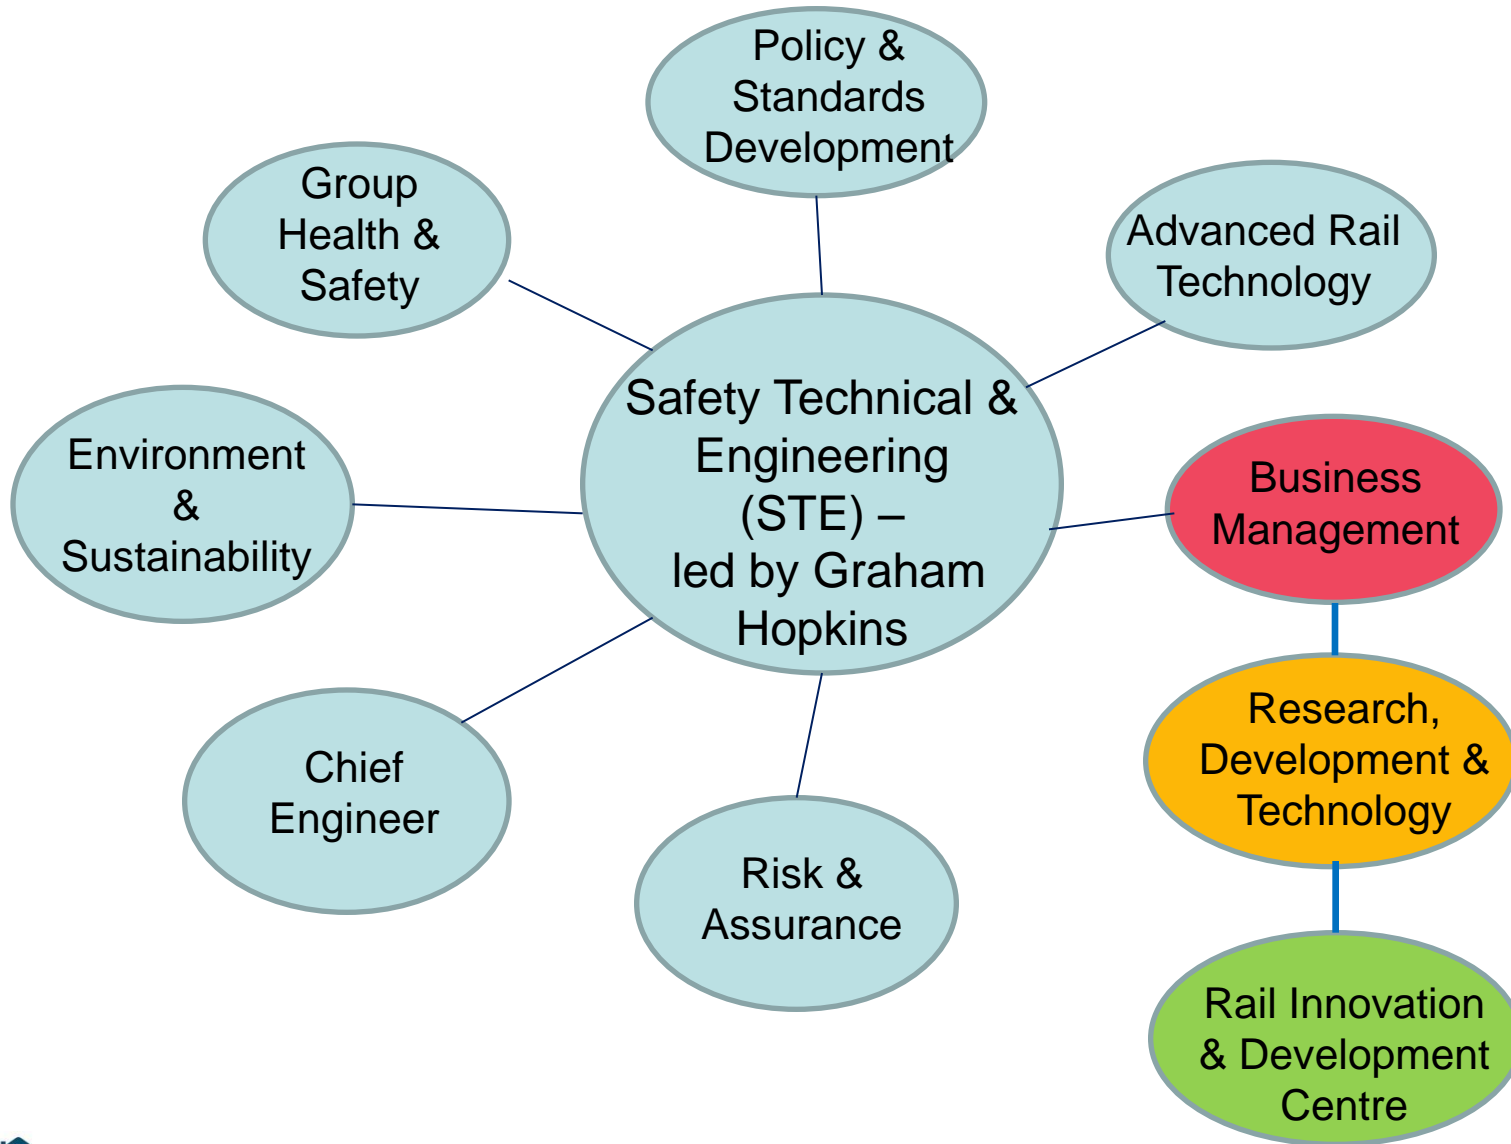 Policy &
Standards
Development
Group
Health &
Safety
Advanced Rail
Technology
Safety Technical &
Engineering
(STE) –
led by Graham
Hopkins
Environment
&
Sustainability
Business
Management
Chief
Engineer
Risk &
Assurance
Research,
Development &
Technology
Rail Innovation
& Development
Centre